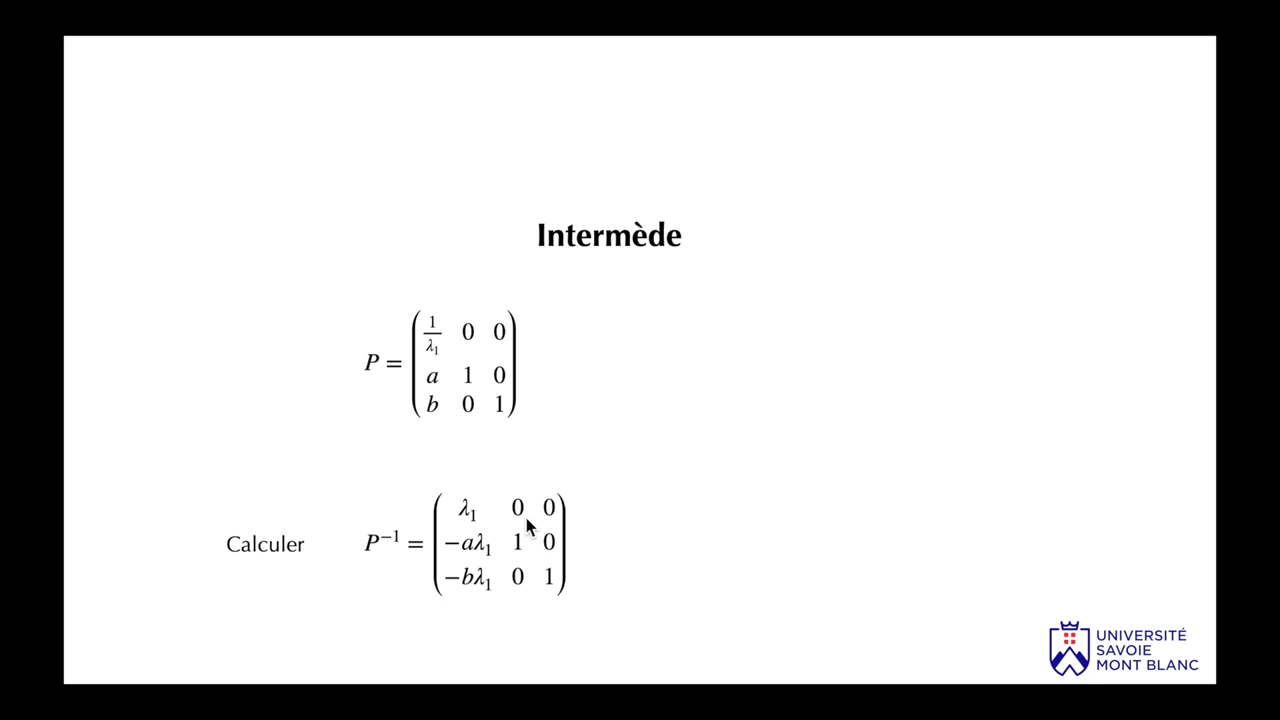 Intermède
P = ( 1/λ₁ 0 0
a 1 0
b 0 1 )
Calculer P⁻¹ = ( λ₁ 0 0
−aλ₁ 1 0
−bλ₁ 0 1 )
UNIVERSITÉ
SAVOIE
MONT BLANC